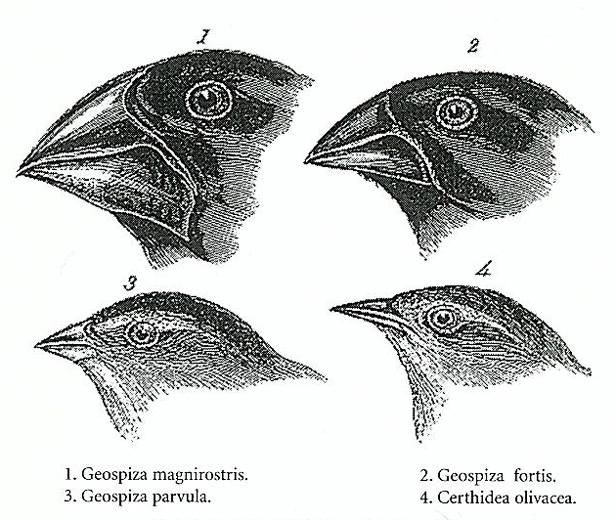 1
2
3
4
1. Geospiza magnirostris.
2. Geospiza fortis.
3. Geospiza parvula.
4. Certhidea olivacea.